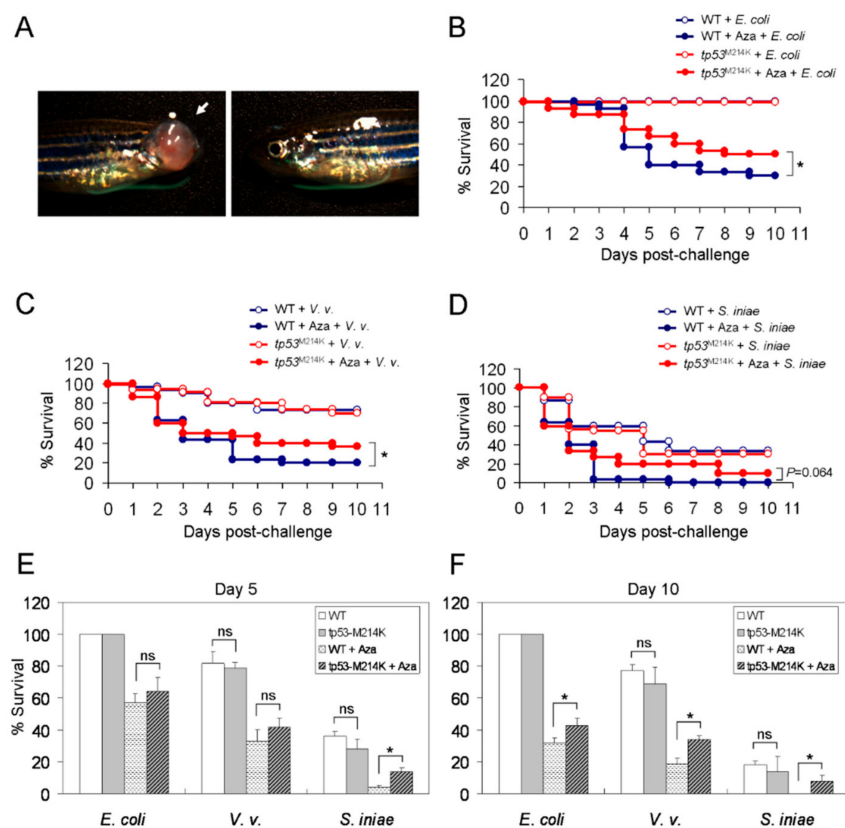 A
B
WT + E. coli
WT + Aza + E. coli
tp53M214K + E. coli
tp53M214K + Aza + E. coli
120
100
80
60
40
20
0
% Survival
*
0 1 2 3 4 5 6 7 8 9 10 11
Days post-challenge
C
WT + V. v.
WT + Aza + V. v.
tp53M214K + V. v.
tp53M214K + Aza + V. v.
120
100
80
60
40
20
0
% Survival
*
0 1 2 3 4 5 6 7 8 9 10 11
Days post-challenge
D
WT + S. iniae
WT + Aza + S. iniae
tp53M214K + S. iniae
tp53M214K + Aza + S. iniae
120
100
80
60
40
20
0
% Survival
P=0.064
0 1 2 3 4 5 6 7 8 9 10 11
Days post-challenge
E
Day 5
WT
tp53-M214K
WT + Aza
tp53-M214K + Aza
120
100
80
60
40
20
0
% Survival
ns
ns
ns
ns
*
E. coli V. v. S. iniae
F
Day 10
WT
tp53-M214K
WT + Aza
tp53-M214K + Aza
120
100
80
60
40
20
0
% Survival
*
ns
*
ns
*
E. coli V. v. S. iniae